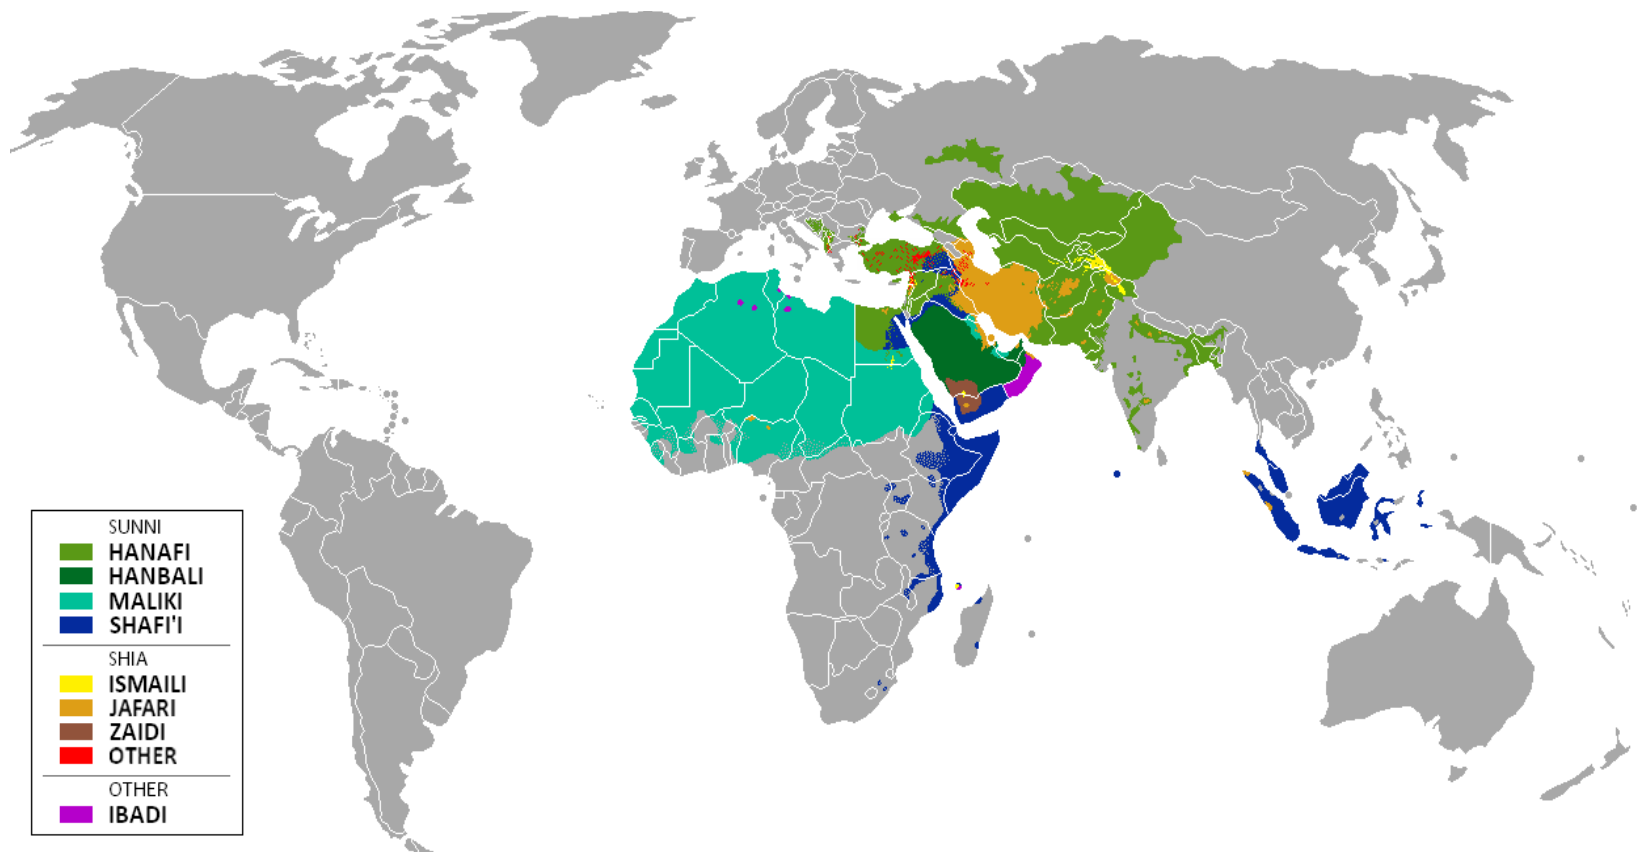 SUNNI
HANAFI
HANBALI
MALIKI
SHAFI'I
SHIA
ISMAILI
JAFARI
ZAIDI
OTHER
OTHER
IBADI